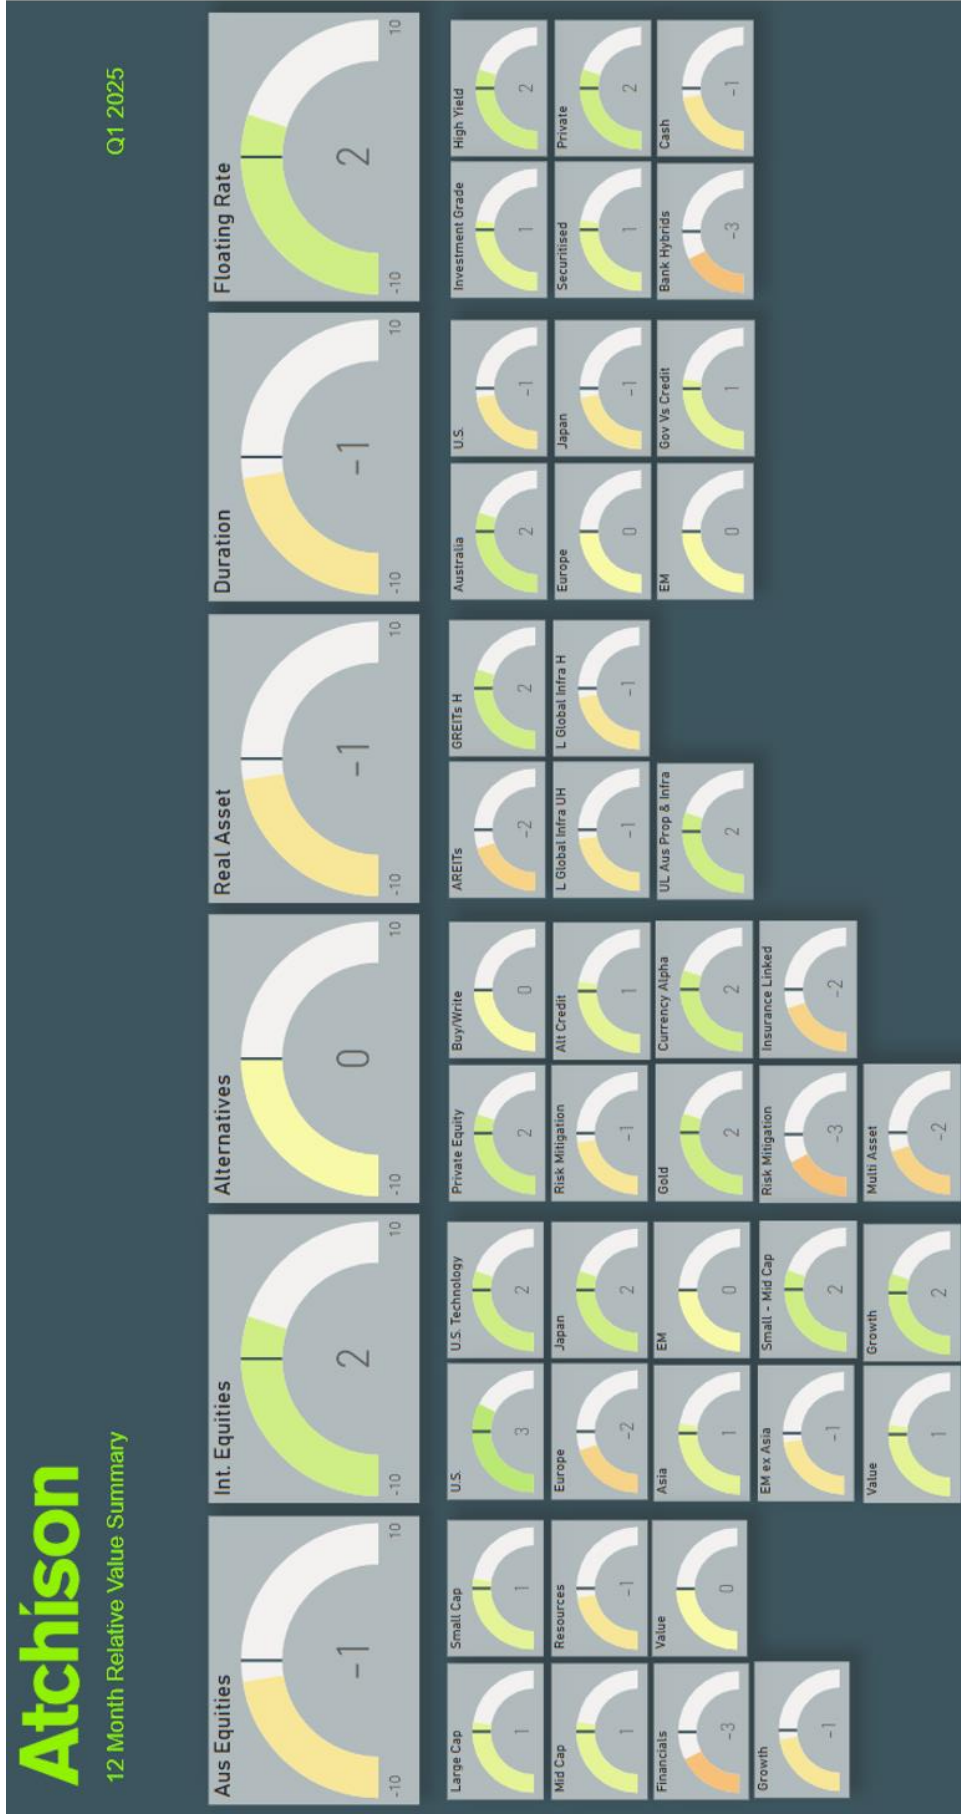 Atchison
12 Month Relative Value Summary
Q1 2025
Aus Equities
-10
10
-1
Large Cap
1
Small Cap
1
Mid Cap
1
Resources
-1
Financials
-3
Value
0
Growth
-1
Int. Equities
-10
10
2
U.S.
3
U.S. Technology
2
Europe
-2
Japan
2
Asia
1
EM
0
EM ex Asia
-1
Small - Mid Cap
2
Value
1
Growth
2
Alternatives
-10
10
0
Private Equity
2
Buy/Write
0
Risk Mitigation
-1
Alt Credit
1
Gold
2
Currency Alpha
2
Risk Mitigation
-3
Insurance Linked
-2
Multi Asset
-2
Real Asset
-10
10
-1
AREITs
-2
GREITs H
2
L Global Infra UH
-1
L Global Infra H
-1
UL Aus Prop & Infra
2
Duration
-10
10
-1
Australia
2
U.S.
-1
Europe
0
Japan
-1
EM
0
Gov Vs Credit
1
Floating Rate
-10
10
2
Investment Grade
1
High Yield
2
Securitised
1
Private
2
Bank Hybrids
-3
Cash
-1